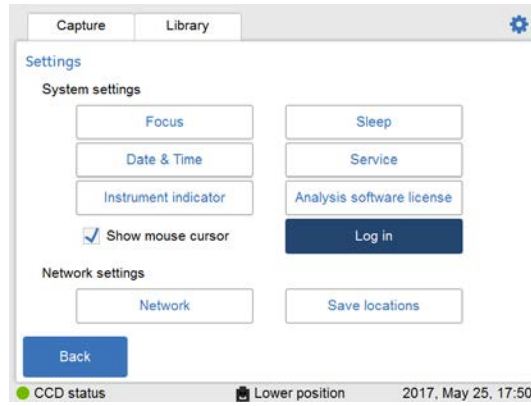 Capture Library
Settings
System settings
Focus Sleep
Date & Time Service
Instrument indicator Analysis software license
Show mouse cursor Log in
Network settings
Network Save locations
Back
CCD status Lower position 2017, May 25, 17:50